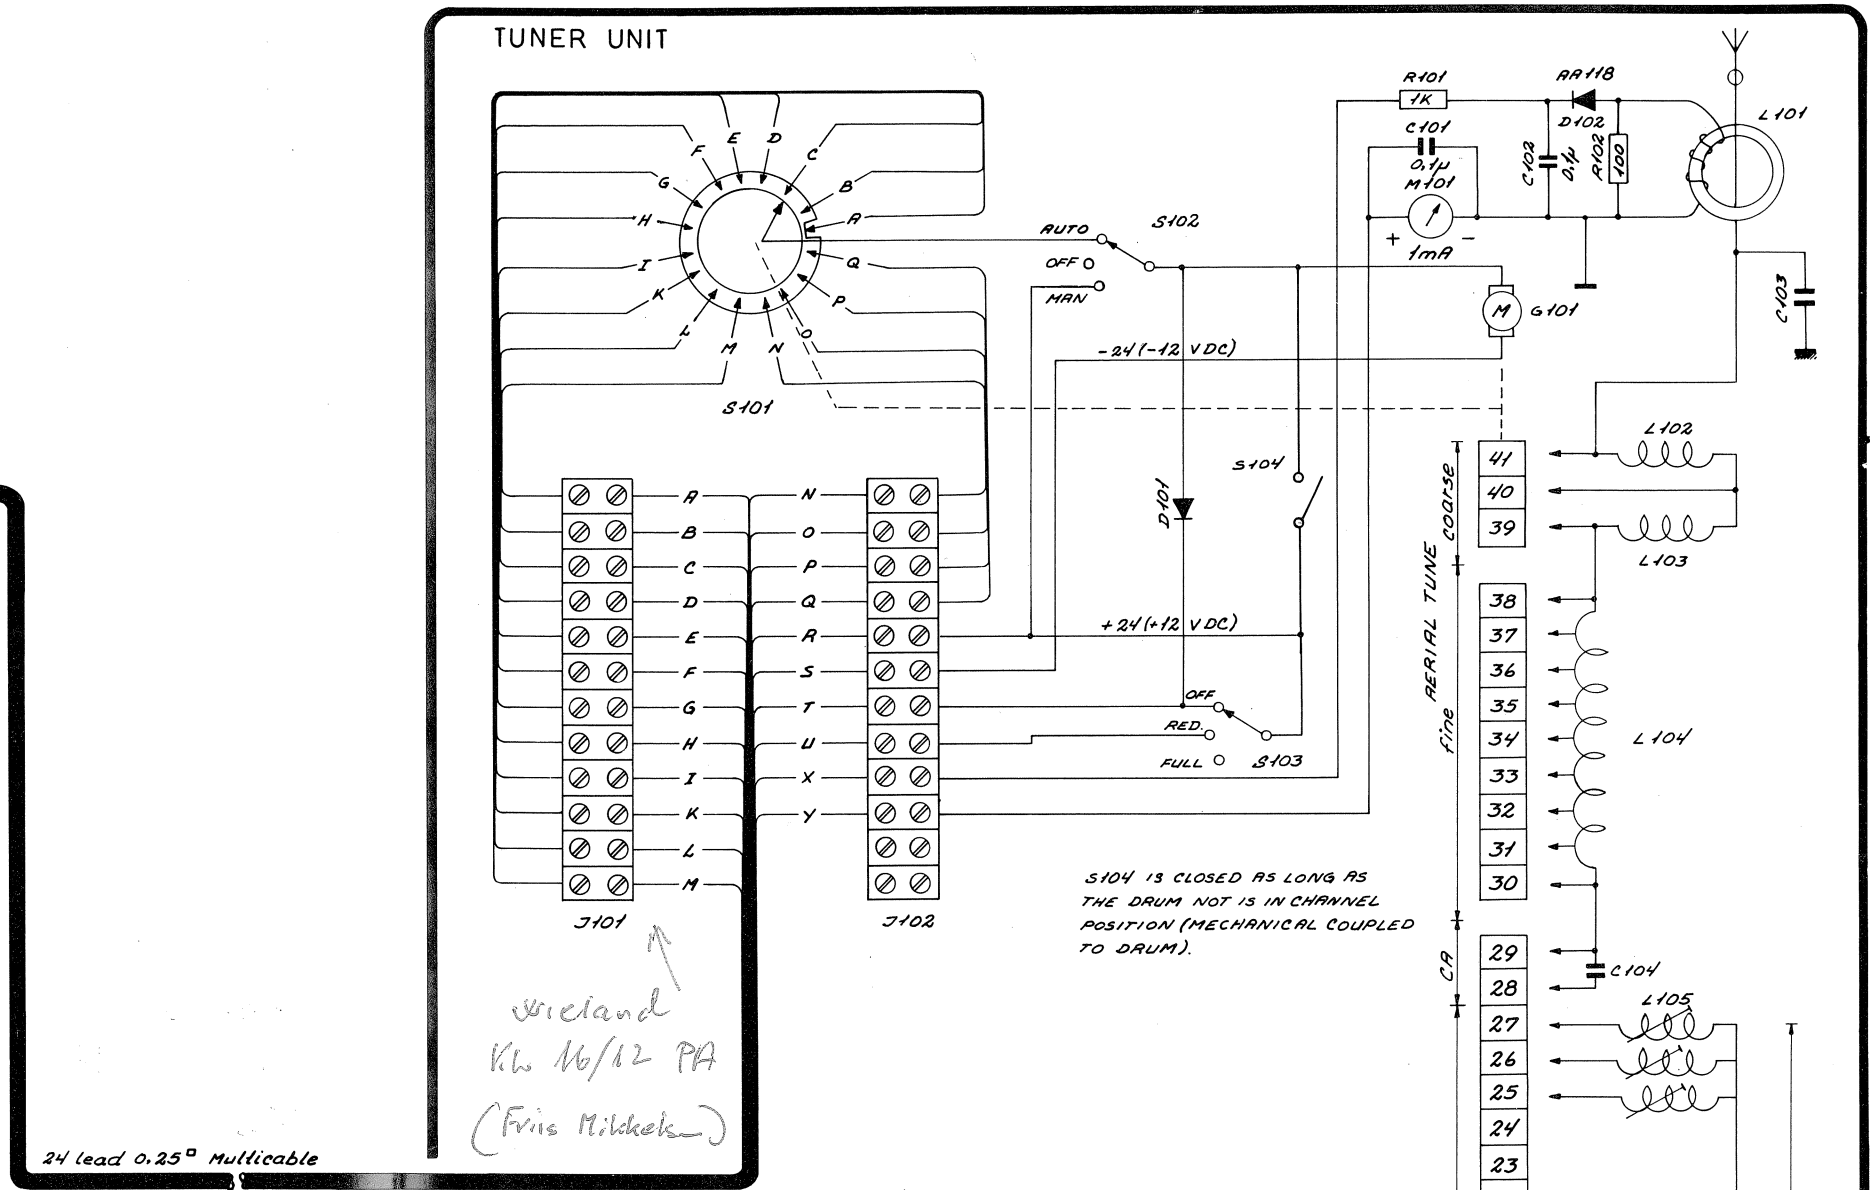 TUNER UNIT
E D
F C
G B
H A
I Q
K P
L O
M N
S101
AUTO
OFF
MAN
S102
R101
1K
AA118
D102
C101
0,1µ
M101
+ -
1mA
C102
0,1µ
R102
100
L101
C103
M G101
-24(-12 VDC)
D101
S104
+24(+12 VDC)
OFF
RED.
FULL
S103
A N
B O
C P
D Q
E R
F S
G T
H U
I X
K Y
L
M
J101 J102
S104 IS CLOSED AS LONG AS
THE DRUM NOT IS IN CHANNEL
POSITION (MECHANICAL COUPLED
TO DRUM).
AERIAL TUNE
coarse
fine
CA
41
40
39
38
37
36
35
34
33
32
31
30
29
28
27
26
25
24
23
L102
L103
L104
C104
L105
Wieland
16/12 PA
(Friis Mikkelsen)
24 lead 0.25▫ Multicable